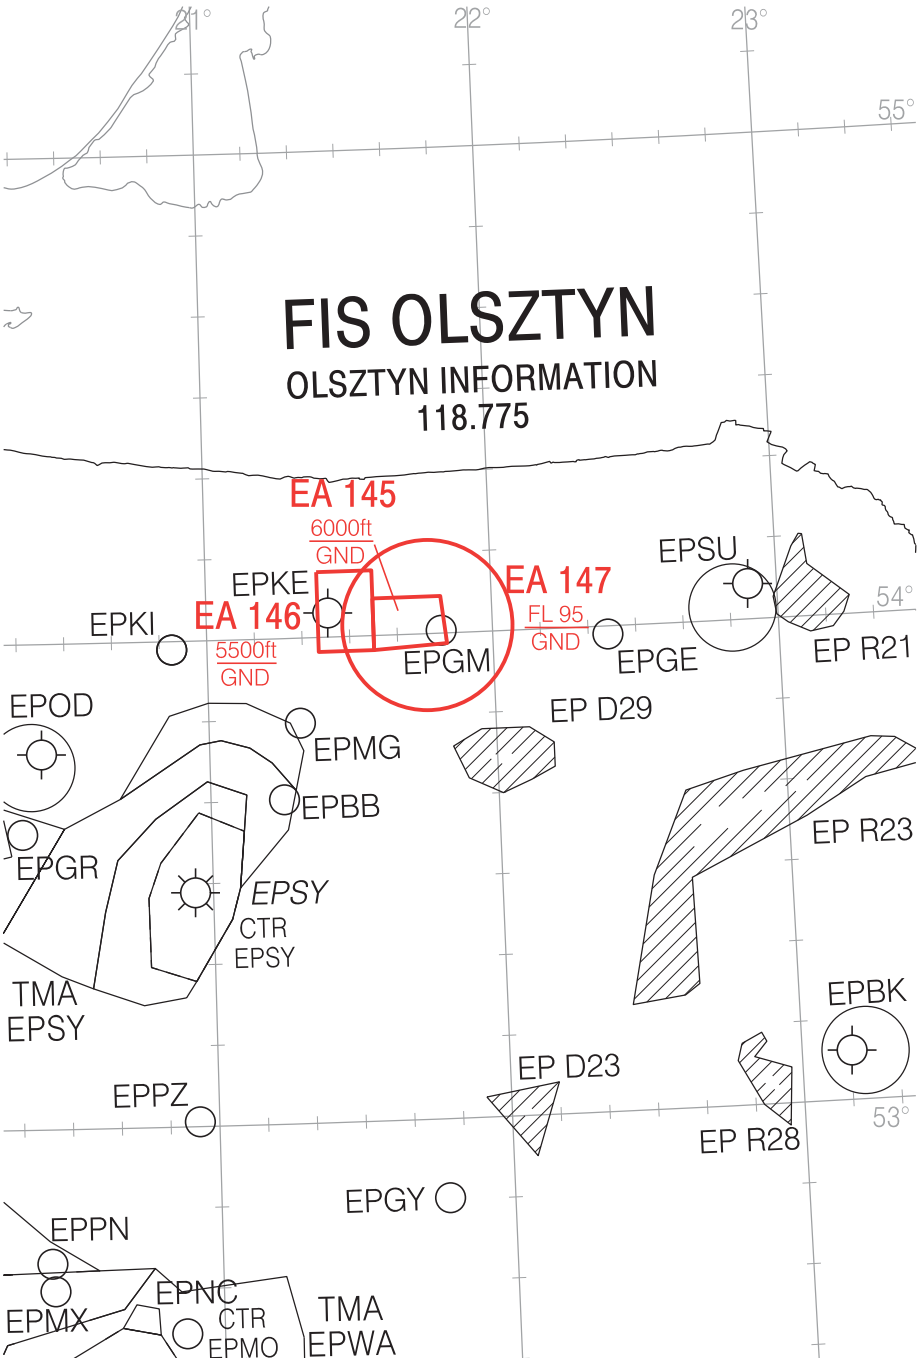 21°
22°
23°
55°
FIS OLSZTYN
OLSZTYN INFORMATION
118.775
EA 145
6000ft
GND
EPSU
EPKE
EA 147
FL 95
GND
54°
EPKI
EA 146
5500ft
GND
EPGM
EPGE
EP R21
EPOD
EP D29
EPMG
EPBB
EP R23
EPGR
EPSY
CTR
EPSY
TMA
EPSY
EPBK
EP D23
EPPZ
53°
EP R28
EPGY
EPPN
EPNC
EPMX
CTR
EPMO
TMA
EPWA